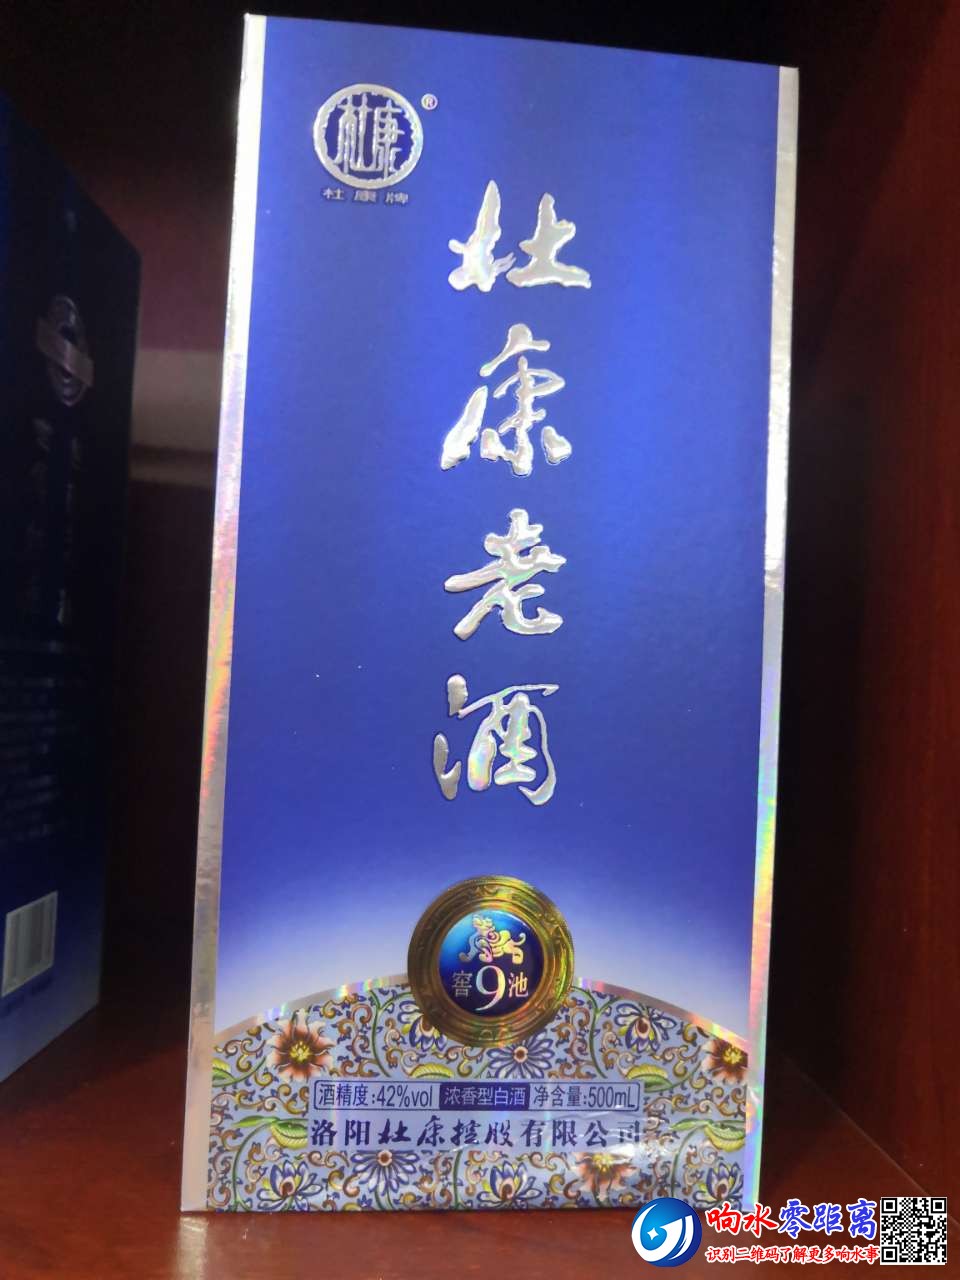 杜康
®
杜康牌
杜康老酒
窖9池
酒精度:42%vol 浓香型白酒 净含量:500mL
洛阳杜康控股有限公司
响水零距离
识别二维码了解更多响水事